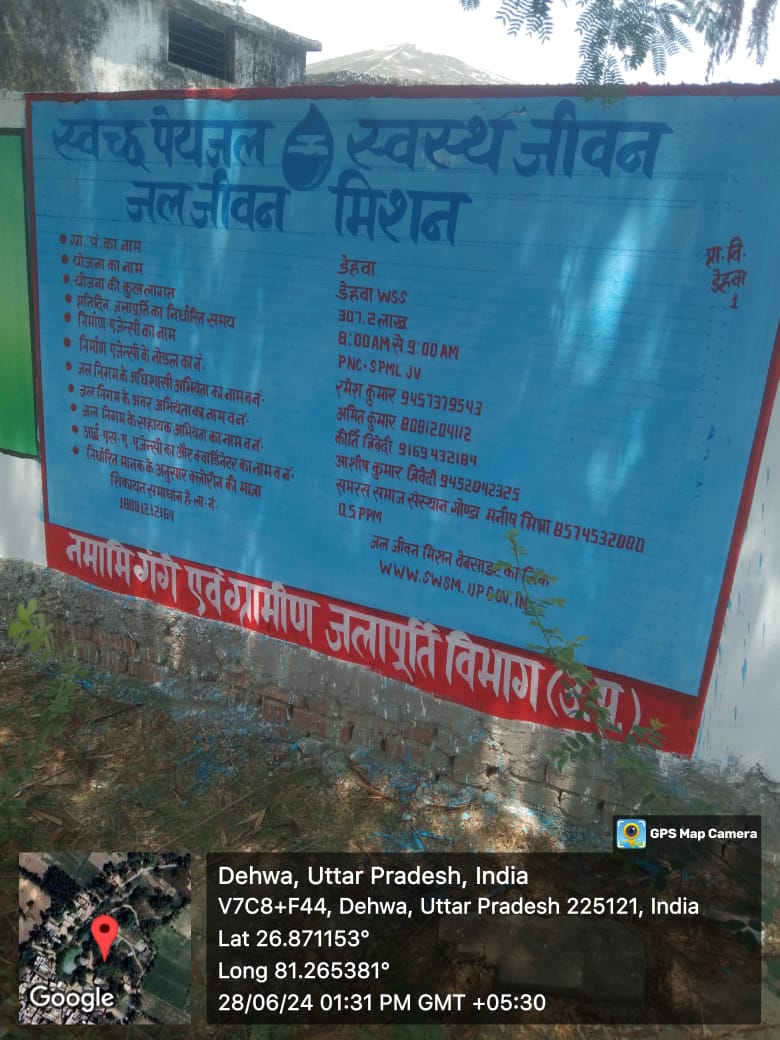 स्वच्छ पेयजल स्वस्थ जीवन
जल जीवन मिशन
ग्रा. पं. का नाम
डेहवा
योजना का नाम
डेहवा WSS
योजना की कुल लागत
307.2 लाख
प्रतिदिन जलापूर्ति का निर्धारित समय
8:00 AM से 9:00 AM
निर्माण एजेन्सी का नाम
PNC-SPML JV
निर्माण एजेन्सी के नोडल का नं.
रमेश कुमार 9457379543
जल निगम के अधिशासी अभियंता का नाम व नं.
अमित कुमार 8081204112
जल निगम के अवर अभियंता का नाम व नं.
कीर्ति त्रिवेदी 9169432184
जल निगम के सहायक अभियंता का नाम व नं.
आशीष कुमार त्रिवेदी 9452042325
आई. एस. ए. एजेन्सी का और क्वार्डिनेटर का नाम व नं
समरस समाज संस्थान गोण्डा मनीष मिश्रा 8574532000
निर्धारित मानक के अनुसार क्लोरीन की मात्रा
0.5 PPM
शिकायत समाधान हे. ला. नं.
18001212164
जल जीवन मिशन वेबसाइट का लिंक
WWW.SWSM.UP.GOV.IN
प्रा. वि.
डेहवा
1
नमामि गंगे एवं ग्रामीण जलापूर्ति विभाग (उ.प्र.)
GPS Map Camera
Dehwa, Uttar Pradesh, India
V7C8+F44, Dehwa, Uttar Pradesh 225121, India
Lat 26.871153°
Long 81.265381°
28/06/24 01:31 PM GMT +05:30
Google